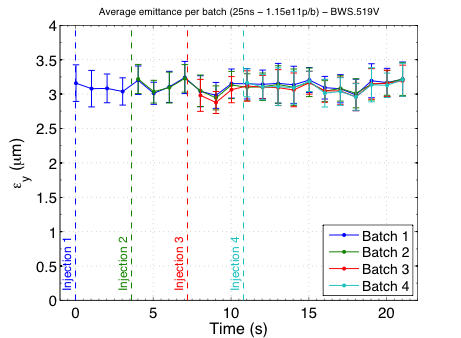 Average emittance per batch (25ns − 1.15e11p/b) − BWS.519V
4
3.5
3
2.5
2
1.5
1
0.5
0
εy (μm)
Injection 1
Injection 2
Injection 3
Injection 4
Batch 1
Batch 2
Batch 3
Batch 4
0 5 10 15 20
Time (s)